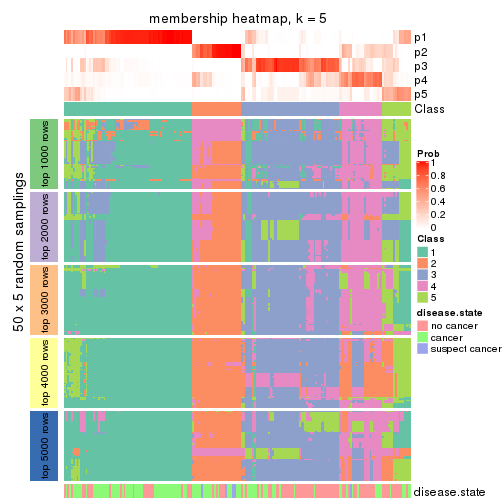 membership heatmap, k = 5
p1
p2
p3
p4
p5
Class
50 x 5 random samplings
top 1000 rows
top 2000 rows
top 3000 rows
top 4000 rows
top 5000 rows
disease.state
Prob
1
0.8
0.6
0.4
0.2
0
Class
1
2
3
4
5
disease.state
no cancer
cancer
suspect cancer